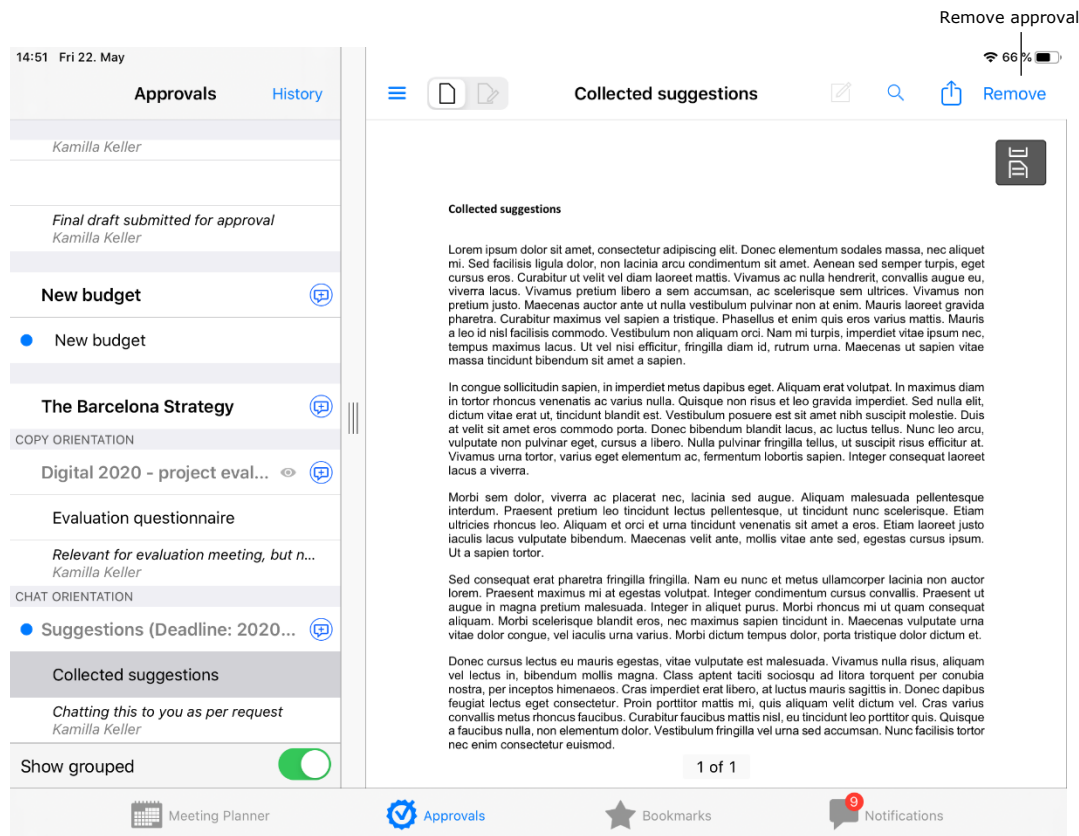 Remove approval
14:51 Fri 22. May
66 %
Approvals
History
Collected suggestions
Remove
Kamilla Keller
Final draft submitted for approval
Kamilla Keller
New budget
New budget
The Barcelona Strategy
COPY ORIENTATION
Digital 2020 - project eval...
Evaluation questionnaire
Relevant for evaluation meeting, but n...
Kamilla Keller
CHAT ORIENTATION
Suggestions (Deadline: 2020...
Collected suggestions
Chatting this to you as per request
Kamilla Keller
Show grouped
Collected suggestions
Lorem ipsum dolor sit amet, consectetur adipiscing elit. Donec elementum sodales massa, nec aliquet
mi. Sed facilisis ligula dolor, non lacinia arcu condimentum sit amet. Aenean sed semper turpis, eget
cursus eros. Curabitur ut velit vel diam laoreet mattis. Vivamus ac nulla hendrerit, convallis augue eu,
viverra lacus. Vivamus pretium libero a sem accumsan, ac scelerisque sem ultrices. Vivamus non
pretium justo. Maecenas auctor ante ut nulla vestibulum pulvinar non at enim. Mauris laoreet gravida
pharetra. Curabitur maximus vel sapien a tristique. Phasellus et enim quis eros varius mattis. Mauris
a leo id nisl facilisis commodo. Vestibulum non aliquam orci. Nam mi turpis, imperdiet vitae ipsum nec,
tempus maximus lacus. Ut vel nisi efficitur, fringilla diam id, rutrum urna. Maecenas ut sapien vitae
massa tincidunt bibendum sit amet a sapien.
In congue sollicitudin sapien, in imperdiet metus dapibus eget. Aliquam erat volutpat. In maximus diam
in tortor rhoncus venenatis ac varius nulla. Quisque non risus et leo gravida imperdiet. Sed nulla elit,
dictum vitae erat ut, tincidunt blandit est. Vestibulum posuere est sit amet nibh suscipit molestie. Duis
at velit sit amet eros commodo porta. Donec bibendum blandit lacus, ac luctus tellus. Nunc leo arcu,
vulputate non pulvinar eget, cursus a libero. Nulla pulvinar fringilla tellus, ut suscipit risus efficitur at.
Vivamus urna tortor, varius eget elementum ac, fermentum lobortis sapien. Integer consequat laoreet
lacus a viverra.
Morbi sem dolor, viverra ac placerat nec, lacinia sed augue. Aliquam malesuada pellentesque
interdum. Praesent pretium leo tincidunt lectus pellentesque, ut tincidunt nunc scelerisque. Etiam
ultricies rhoncus leo. Aliquam et orci et urna tincidunt venenatis sit amet a eros. Etiam laoreet justo
iaculis lacus vulputate bibendum. Maecenas velit ante, mollis vitae ante sed, egestas cursus ipsum.
Ut a sapien tortor.
Sed consequat erat pharetra fringilla fringilla. Nam eu nunc et metus ullamcorper lacinia non auctor
lorem. Praesent maximus mi at egestas volutpat. Integer condimentum cursus convallis. Praesent ut
augue in magna pretium malesuada. Integer in aliquet purus. Morbi rhoncus mi ut quam consequat
aliquam. Morbi scelerisque blandit eros, nec maximus sapien tincidunt in. Maecenas vulputate urna
vitae dolor congue, vel iaculis urna varius. Morbi dictum tempus dolor, porta tristique dolor dictum et.
Donec cursus lectus eu mauris egestas, vitae vulputate est malesuada. Vivamus nulla risus, aliquam
vel lectus in, bibendum mollis magna. Class aptent taciti sociosqu ad litora torquent per conubia
nostra, per inceptos himenaeos. Cras imperdiet erat libero, at luctus mauris sagittis in. Donec dapibus
feugiat lectus eget consectetur. Proin porttitor mattis mi, quis aliquam velit dictum vel. Cras varius
convallis metus rhoncus faucibus. Curabitur faucibus mattis nisl, eu tincidunt leo porttitor quis. Quisque
a faucibus nulla, non elementum dolor. Vestibulum fringilla vel urna sed accumsan. Nunc facilisis tortor
nec enim consectetur euismod.
1 of 1
Meeting Planner
Approvals
Bookmarks
9
Notifications